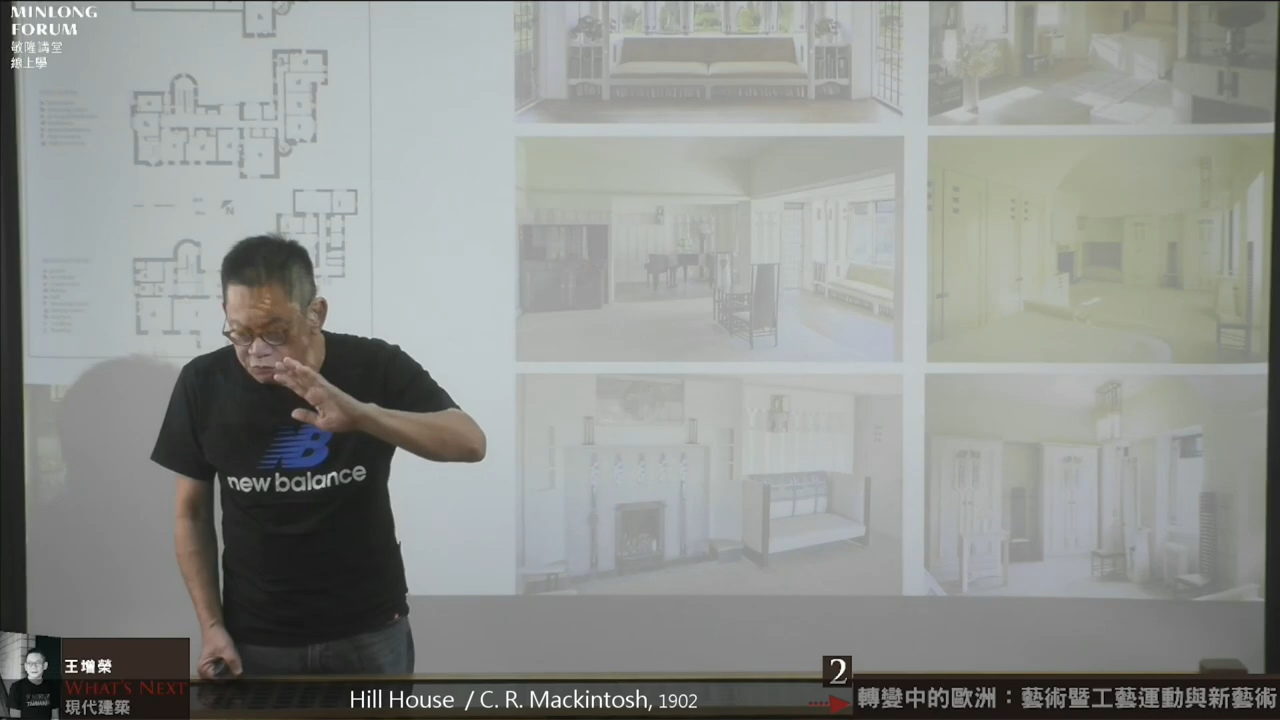 MINLONG
FORUM
敏隆講堂
線上學
NB
new balance
王增榮
WHAT'S NEXT
現代建築
Hill House / C. R. Mackintosh, 1902
2
轉變中的歐洲：藝術暨工藝運動與新藝術